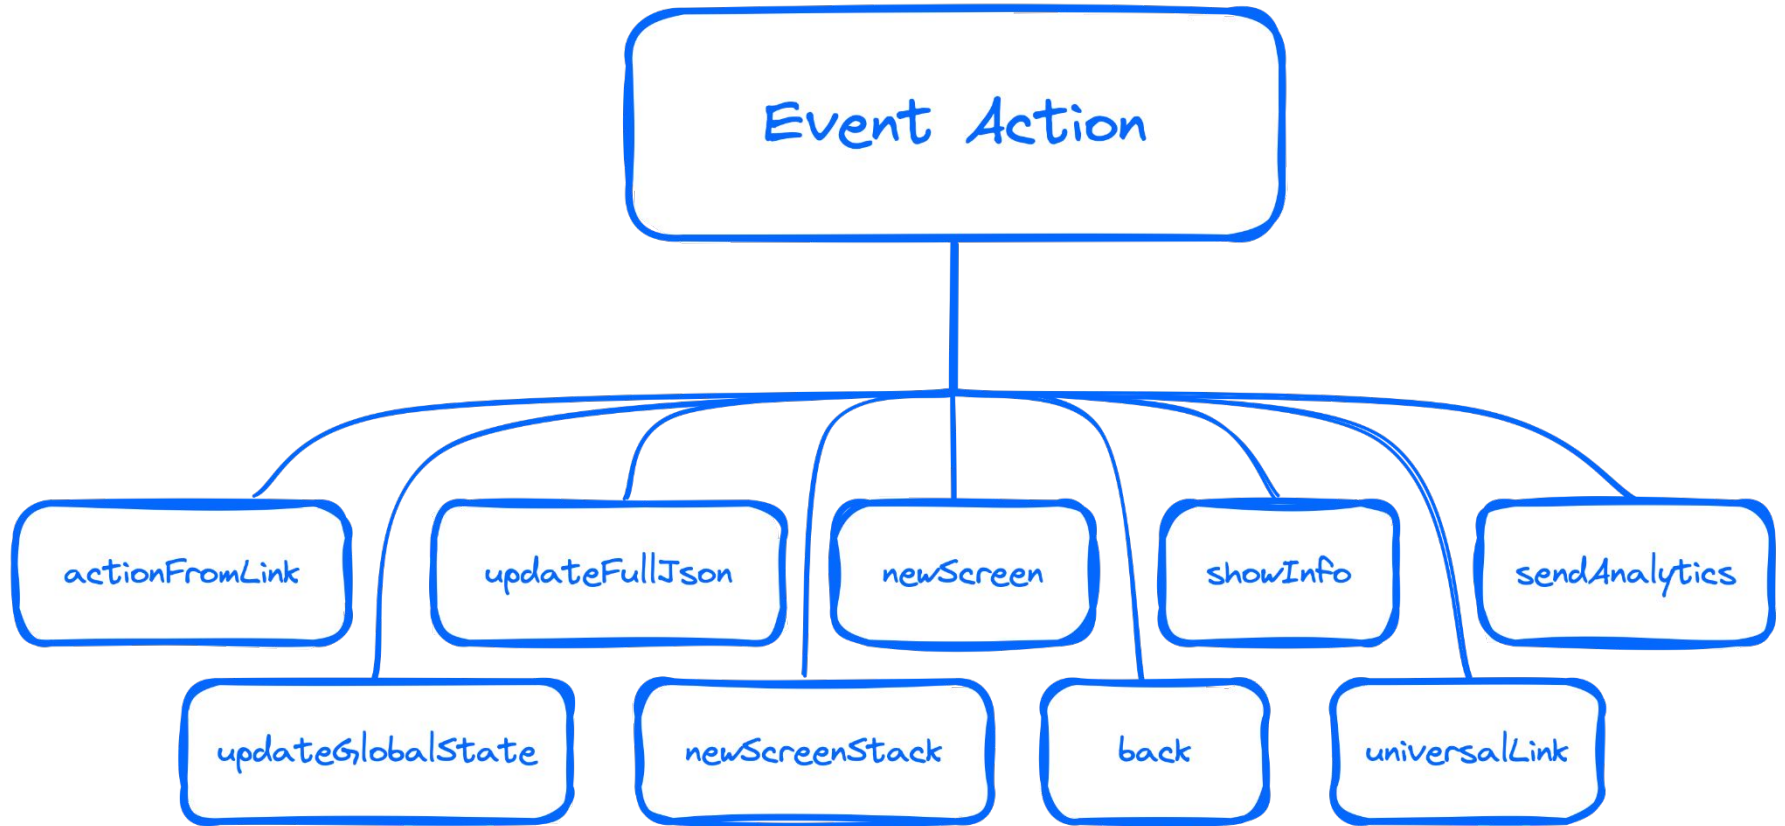 Event Action
actionFromLink
updateFullJson
newScreen
showInfo
sendAnalytics
updateGlobalState
newScreenStack
back
universalLink